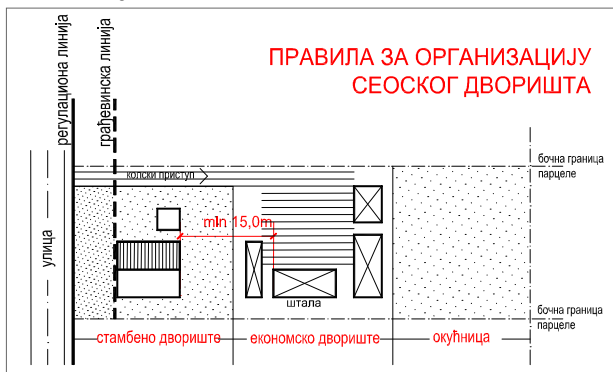 ПРАВИЛА ЗА ОРГАНИЗАЦИЈУ
СЕОСКОГ ДВОРИШТА
регулациона линија
грађевинска линија
бочна граница
парцеле
колски приступ
min 15,0m
улица
штала
бочна граница
парцеле
стамбено двориште
економско двориште
окућница